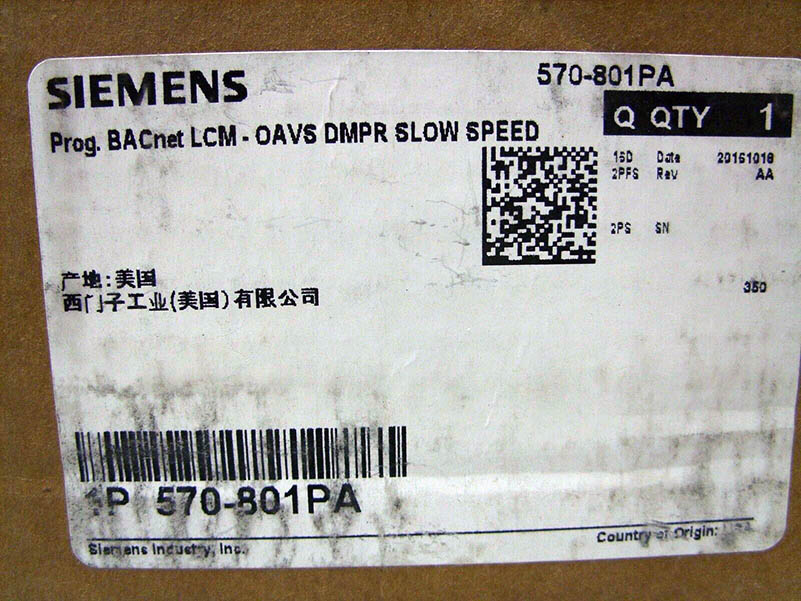 SIEMENS
570-801PA
Q QTY 1
Prog. BACnet LCM - OAVS DMPR SLOW SPEED
16D Date 20161018
2PFS Rev AA
2PS SN
产地:美国
西门子工业(美国)有限公司
350
1P 570-801PA
Siemens Industry, Inc.
Country of Origin: